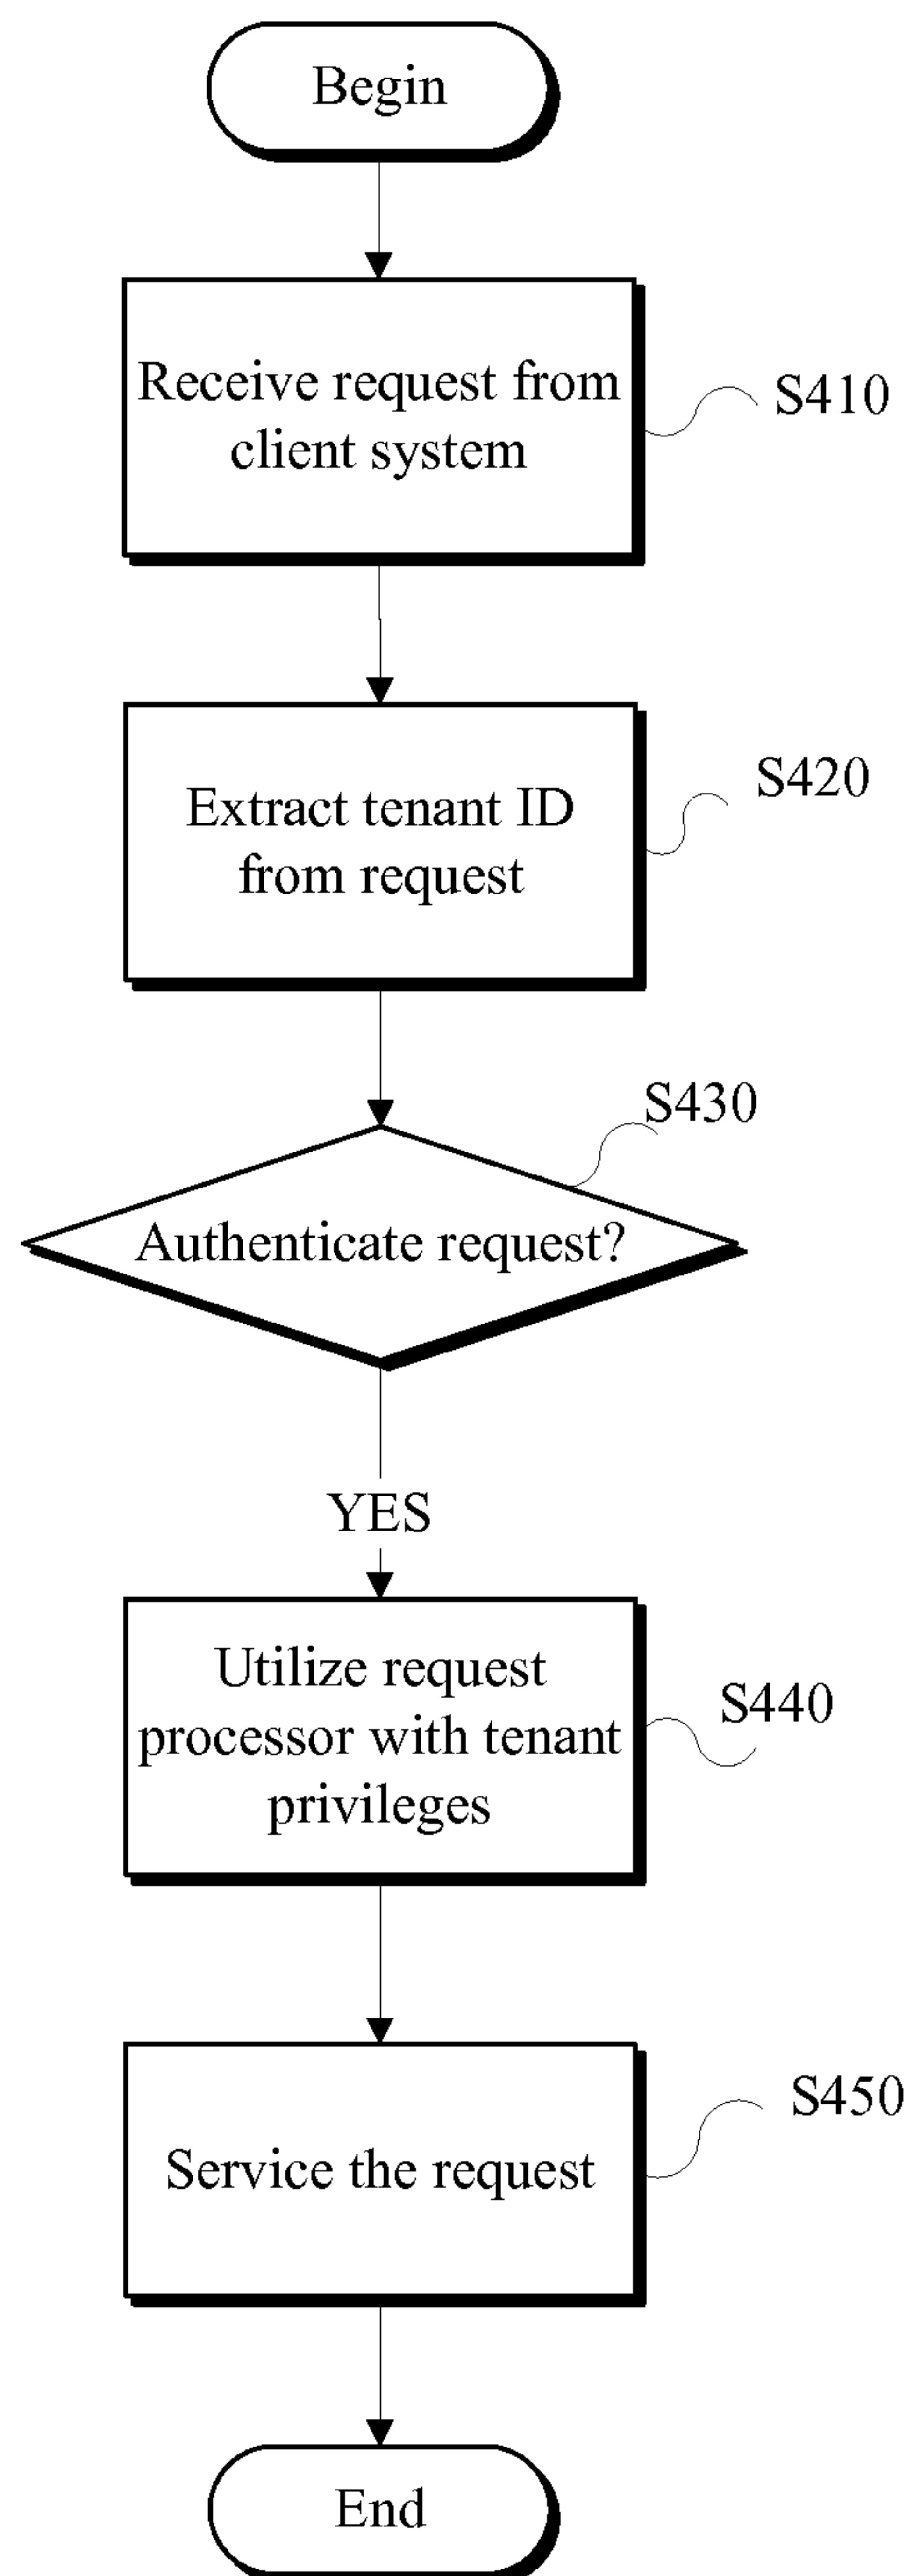 Begin
Receive request from
client system
S410
Extract tenant ID
from request
S420
S430
Authenticate request?
YES
Utilize request
processor with tenant
privileges
S440
Service the request
S450
End